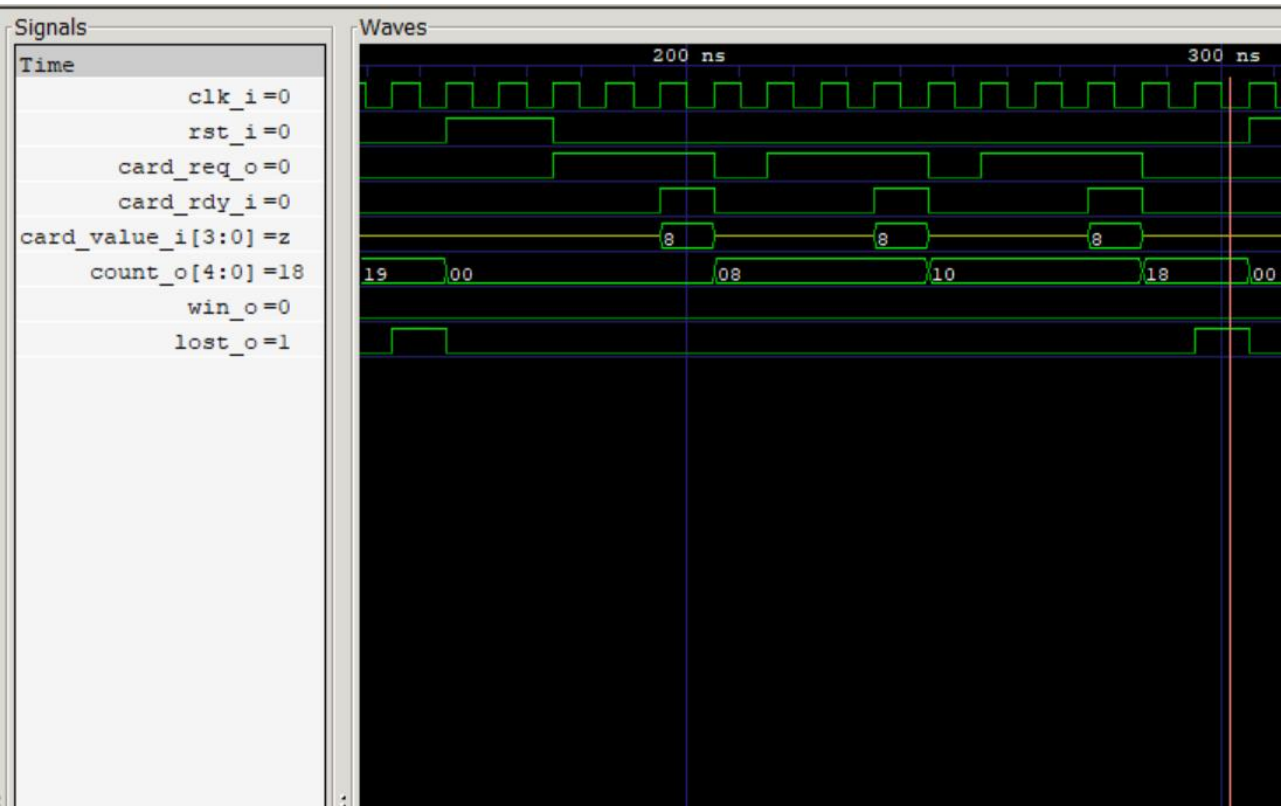 Signals
Waves
Time
200 ns
300 ns
clk_i=0
rst_i=0
card_req_o=0
card_rdy_i=0
card_value_i[3:0]=z
8
8
8
count_o[4:0]=18
19
00
08
10
18
00
win_o=0
lost_o=1